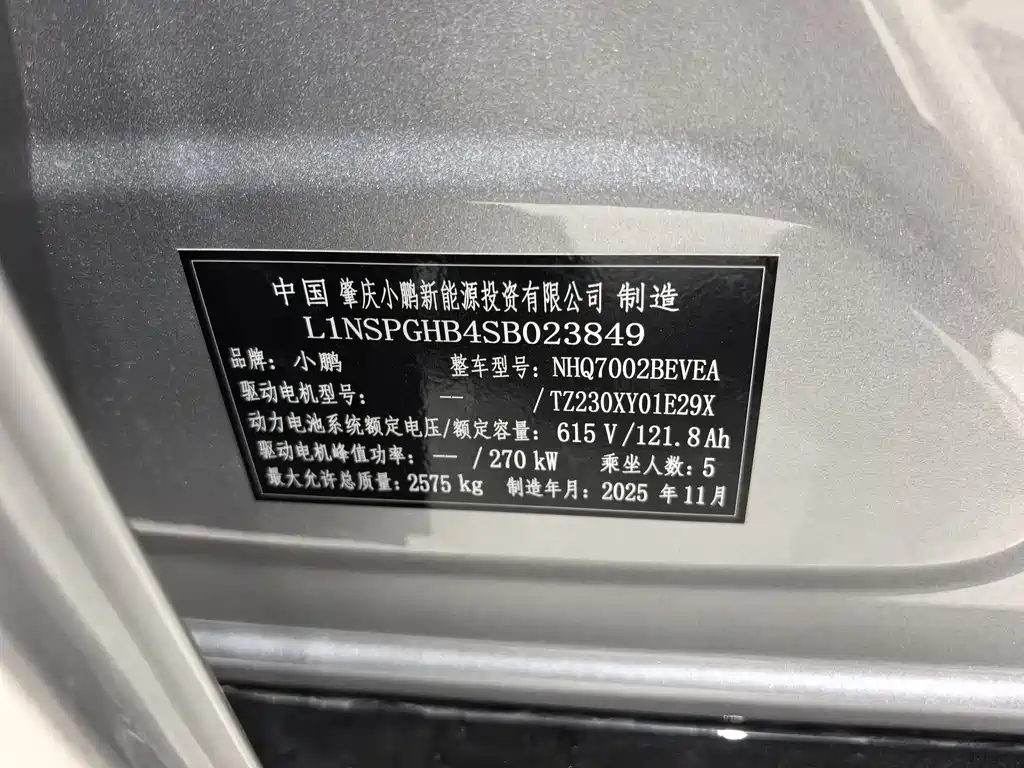 中国 肇庆小鹏新能源投资有限公司 制造
L1NSPGHB4SB023849
品牌：小鹏 整车型号：NHQ7002BEVEA
驱动电机型号： -- /TZ230XY01E29X
动力电池系统额定电压/额定容量：615 V/121.8Ah
驱动电机峰值功率：-- /270 kW 乘坐人数：5
最大允许总质量：2575 kg 制造年月：2025 年11月